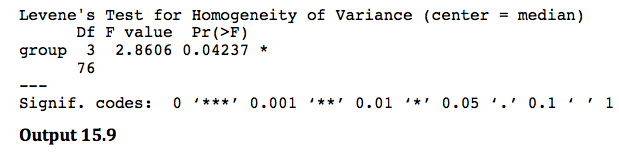 Levene's Test for Homogeneity of Variance (center = median)
Df F value Pr(>F)
group 3 2.8606 0.04237 *
76
---
Signif. codes: 0 ‘***’ 0.001 ‘**’ 0.01 ‘*’ 0.05 ‘.’ 0.1 ‘ ’ 1
Output 15.9